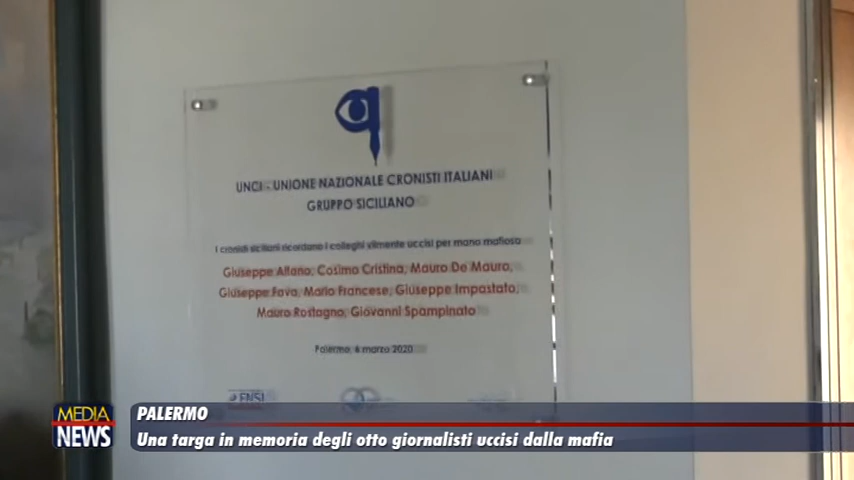 UNCI - UNIONE NAZIONALE CRONISTI ITALIANI
GRUPPO SICILIANO
I cronisti siciliani ricordano i colleghi vilmente uccisi per mano mafiosa
Giuseppe Alfano, Cosimo Cristina, Mauro De Mauro,
Giuseppe Fava, Mario Francese, Giuseppe Impastato,
Mauro Rostagno, Giovanni Spampinato
Palermo, 6 marzo 2020
FNSI
MEDIA
NEWS
PALERMO
Una targa in memoria degli otto giornalisti uccisi dalla mafia